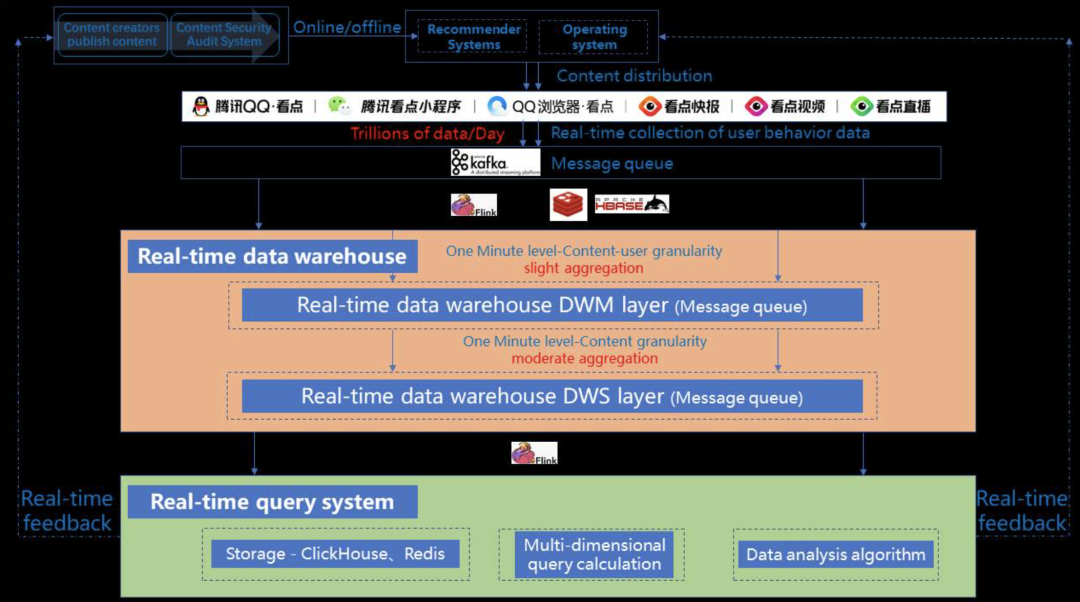 Content creators
publish content
Content Security
Audit System
Online/offline
Recommender
Systems
Operating
system
Content distribution
腾讯QQ·看点
腾讯看点小程序
QQ浏览器·看点
看点快报
看点视频
看点直播
Trillions of data/Day
Real-time collection of user behavior data
kafka
A distributed streaming platform
Message queue
Flink
APACHE
HBASE
Real-time data warehouse
One Minute level-Content-user granularity
slight aggregation
Real-time data warehouse DWM layer (Message queue)
One Minute level-Content granularity
moderate aggregation
Real-time data warehouse DWS layer (Message queue)
Flink
Real-time
feedback
Real-time query system
Storage - ClickHouse、Redis
Multi-dimensional
query calculation
Data analysis algorithm
Real-time
feedback